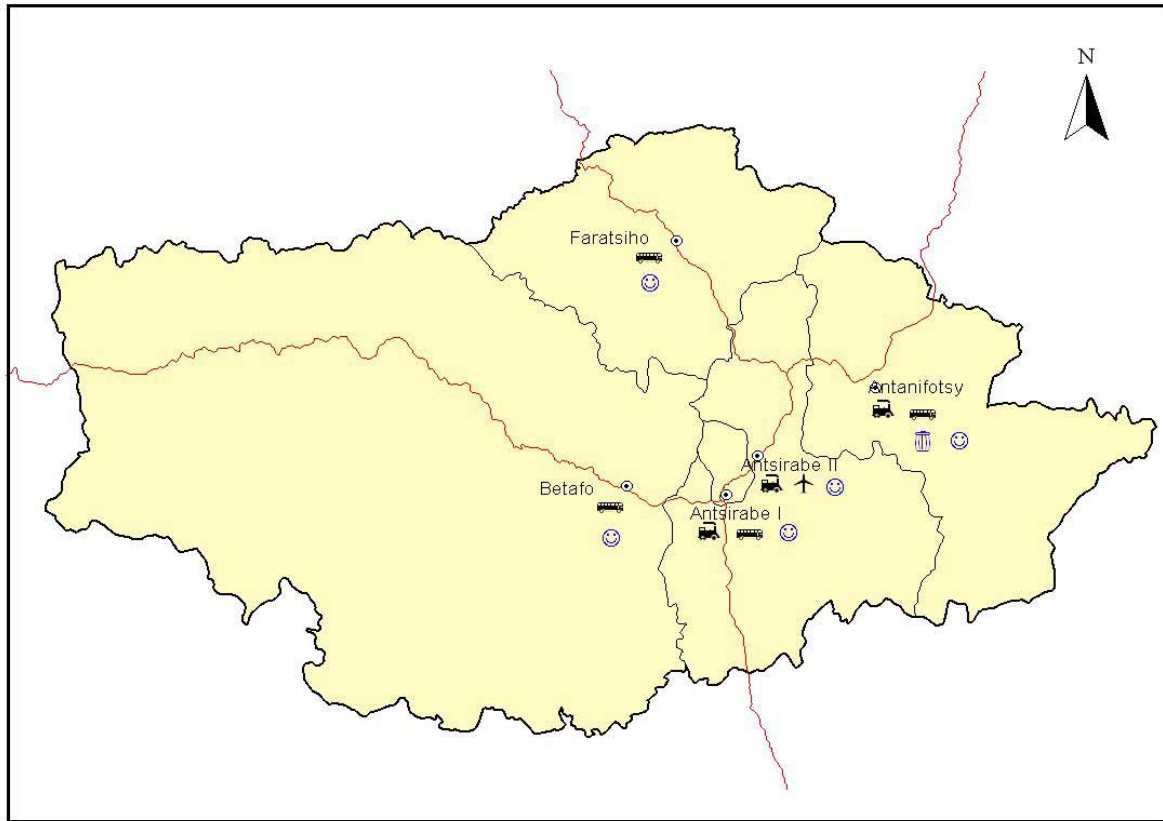 N
Faratsiho
Antanifotsy
Antsirabe II
Betafo
Antsirabe I